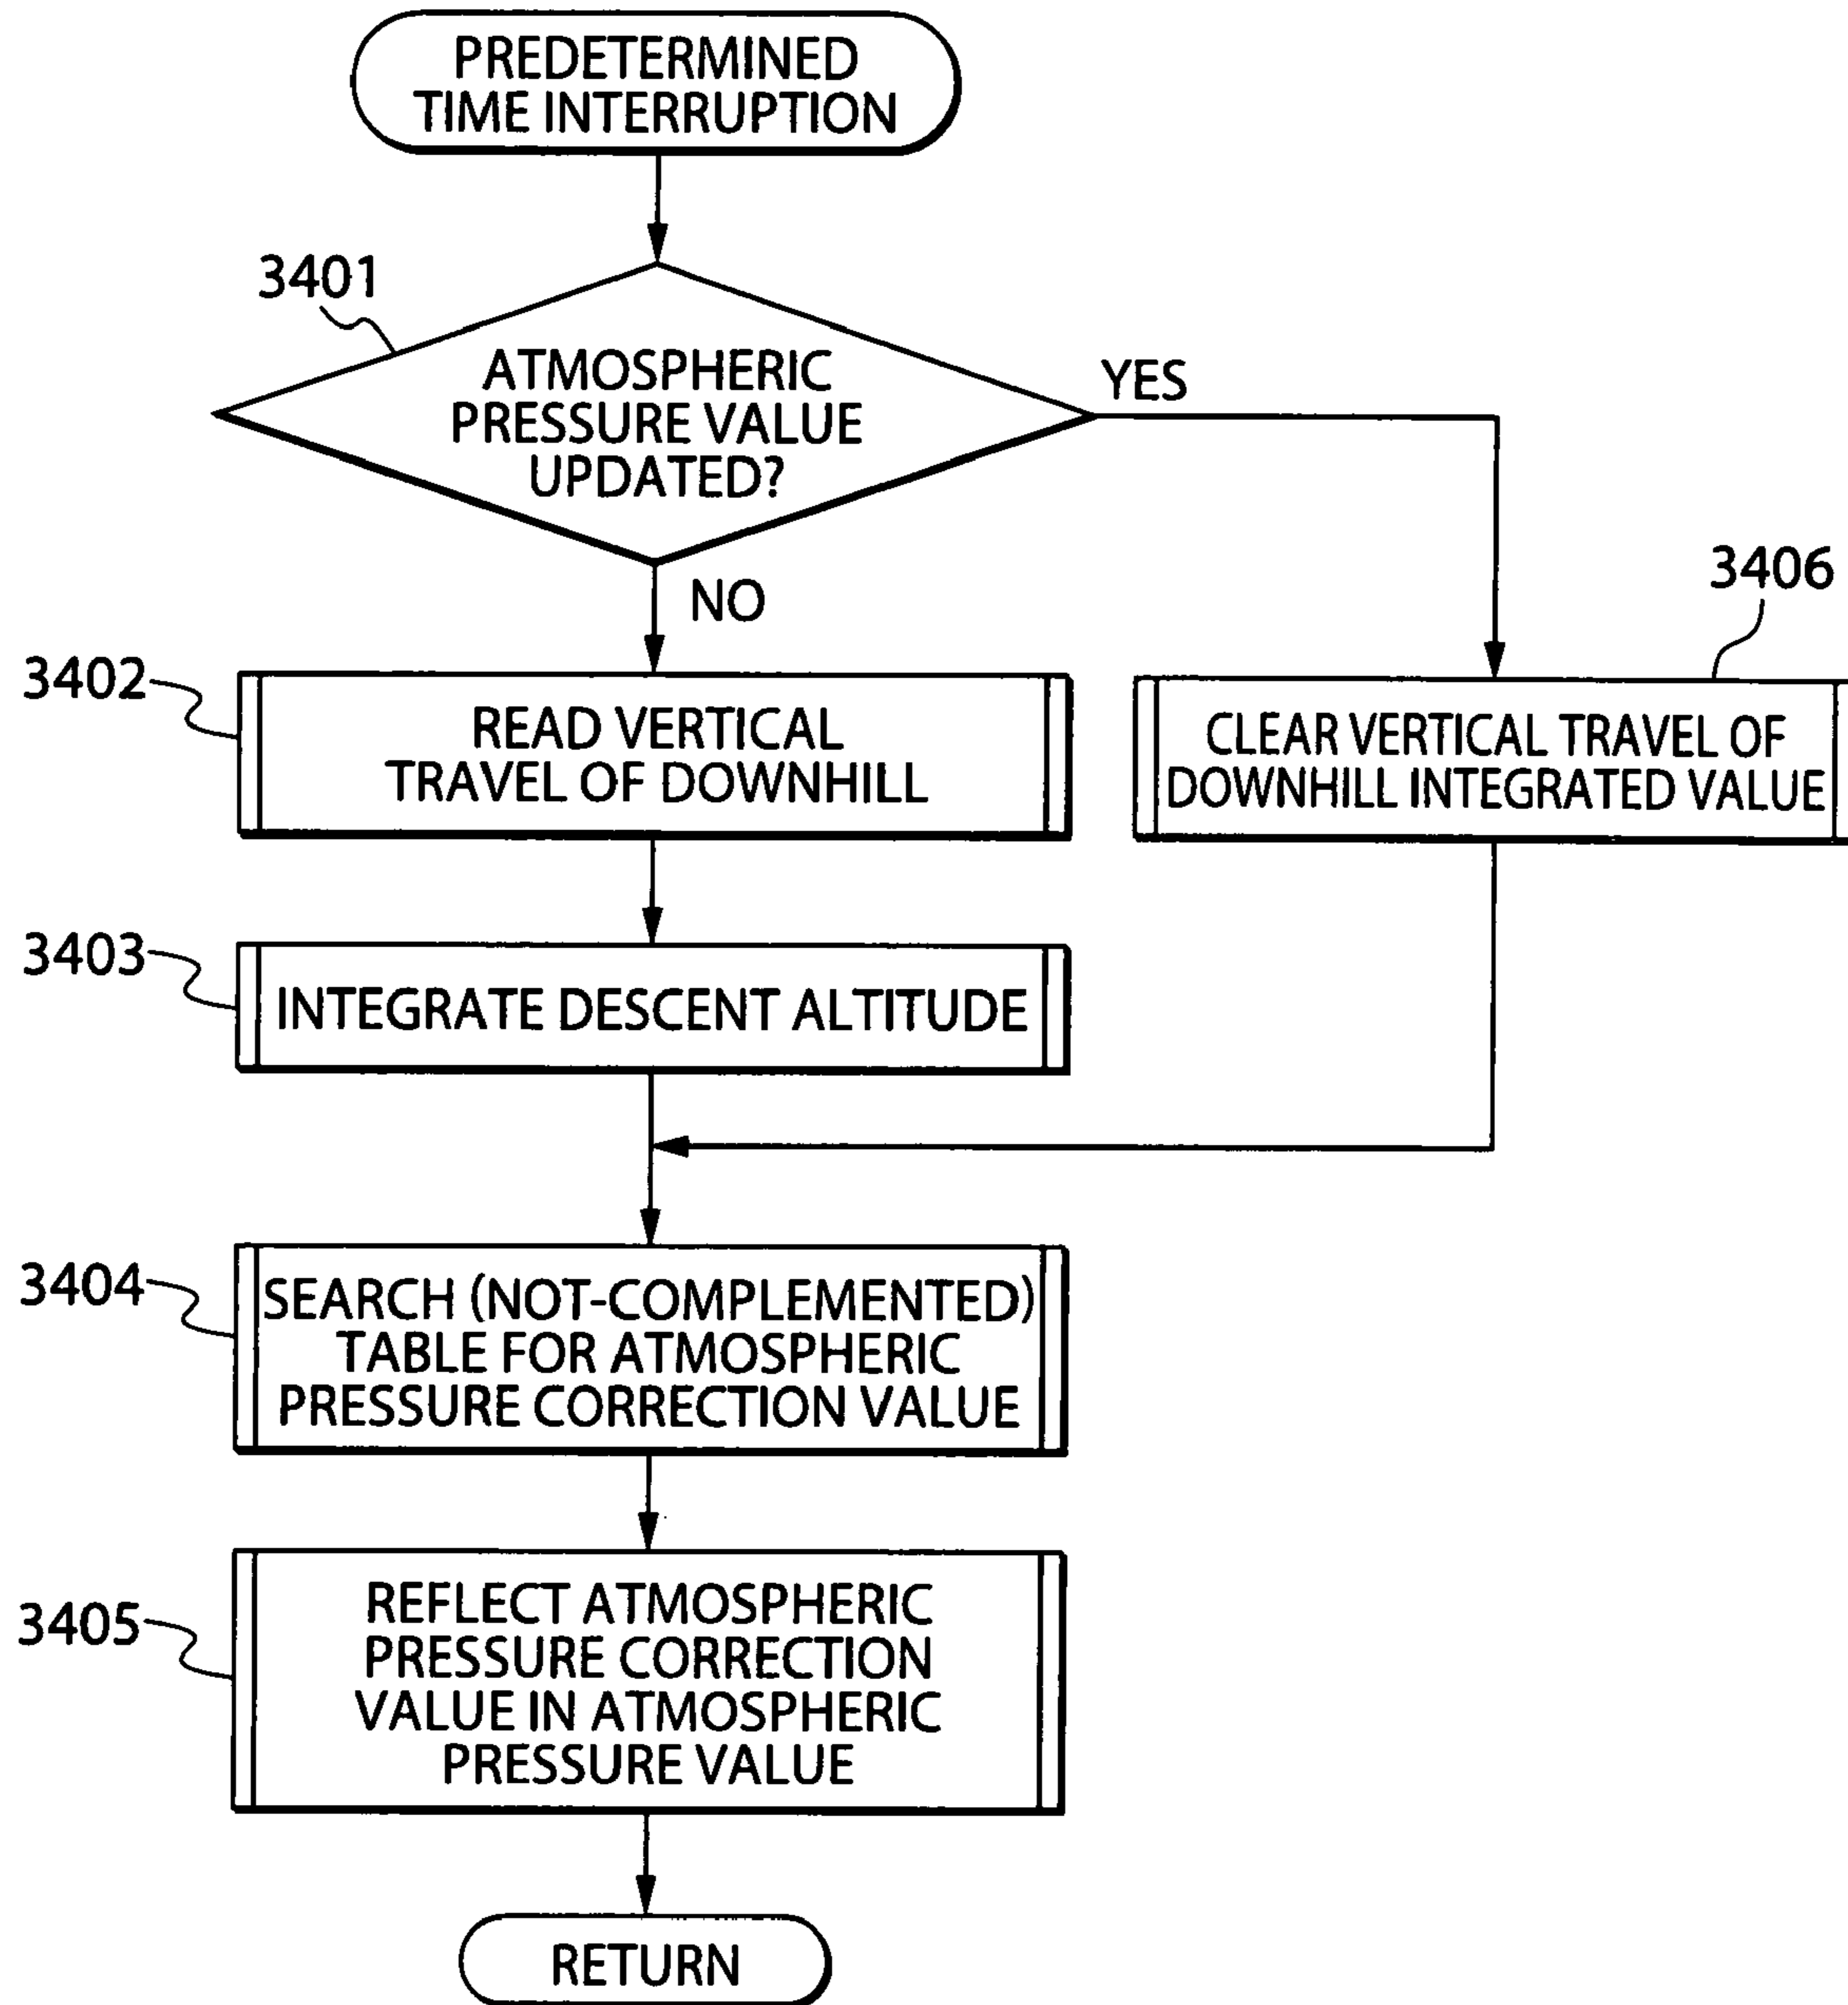 PREDETERMINED
TIME INTERRUPTION
3401
ATMOSPHERIC
PRESSURE VALUE
UPDATED?
YES
NO
3406
3402
READ VERTICAL
TRAVEL OF DOWNHILL
CLEAR VERTICAL TRAVEL OF
DOWNHILL INTEGRATED VALUE
3403
INTEGRATE DESCENT ALTITUDE
3404
SEARCH (NOT-COMPLEMENTED)
TABLE FOR ATMOSPHERIC
PRESSURE CORRECTION VALUE
3405
REFLECT ATMOSPHERIC
PRESSURE CORRECTION
VALUE IN ATMOSPHERIC
PRESSURE VALUE
RETURN